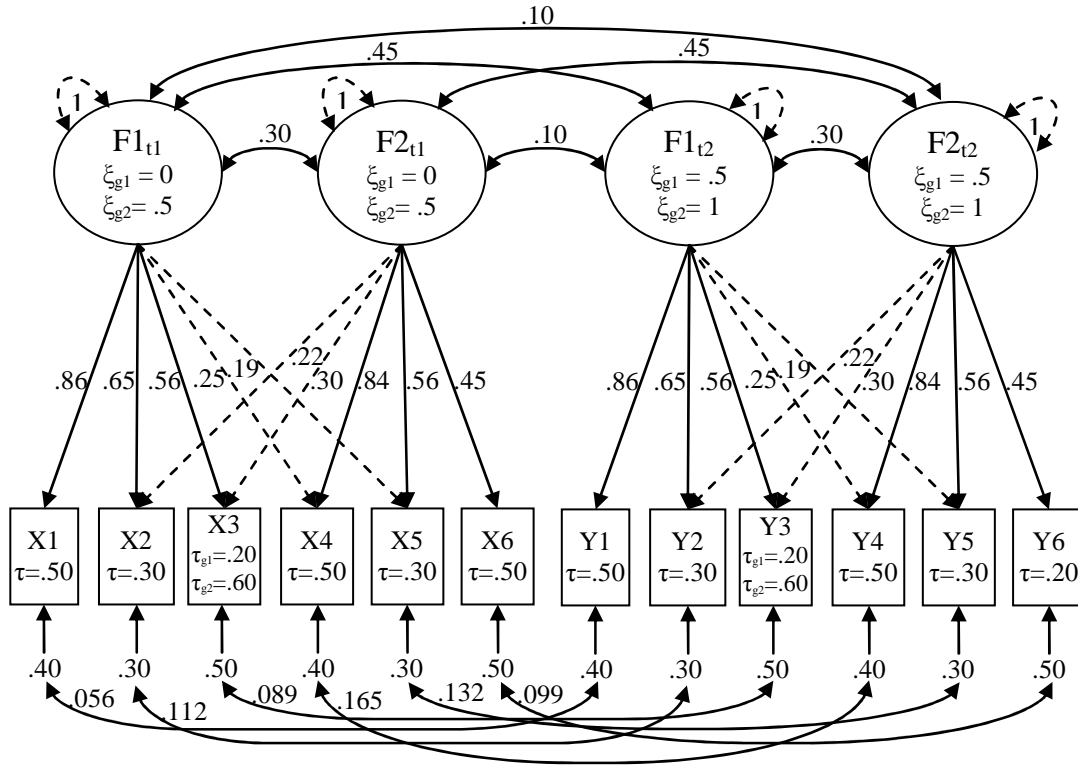 .10
.45
.45
1
1
1
1
.30
.10
.30
F1t1
ξg1 = 0
ξg2= .5
F2t1
ξg1 = 0
ξg2= .5
F1t2
ξg1 = .5
ξg2= 1
F2t2
ξg1 = .5
ξg2= 1
.86
.65
.56
.25
.19
.22
.30
.84
.56
.45
.86
.65
.56
.25
.19
.22
.30
.84
.56
.45
X1
τ=.50
X2
τ=.30
X3
τg1=.20
τg2=.60
X4
τ=.50
X5
τ=.30
X6
τ=.50
Y1
τ=.50
Y2
τ=.30
Y3
τg1=.20
τg2=.60
Y4
τ=.50
Y5
τ=.30
Y6
τ=.20
.40
.30
.50
.40
.30
.50
.40
.30
.50
.40
.30
.50
.056
.112
.089
.165
.132
.099